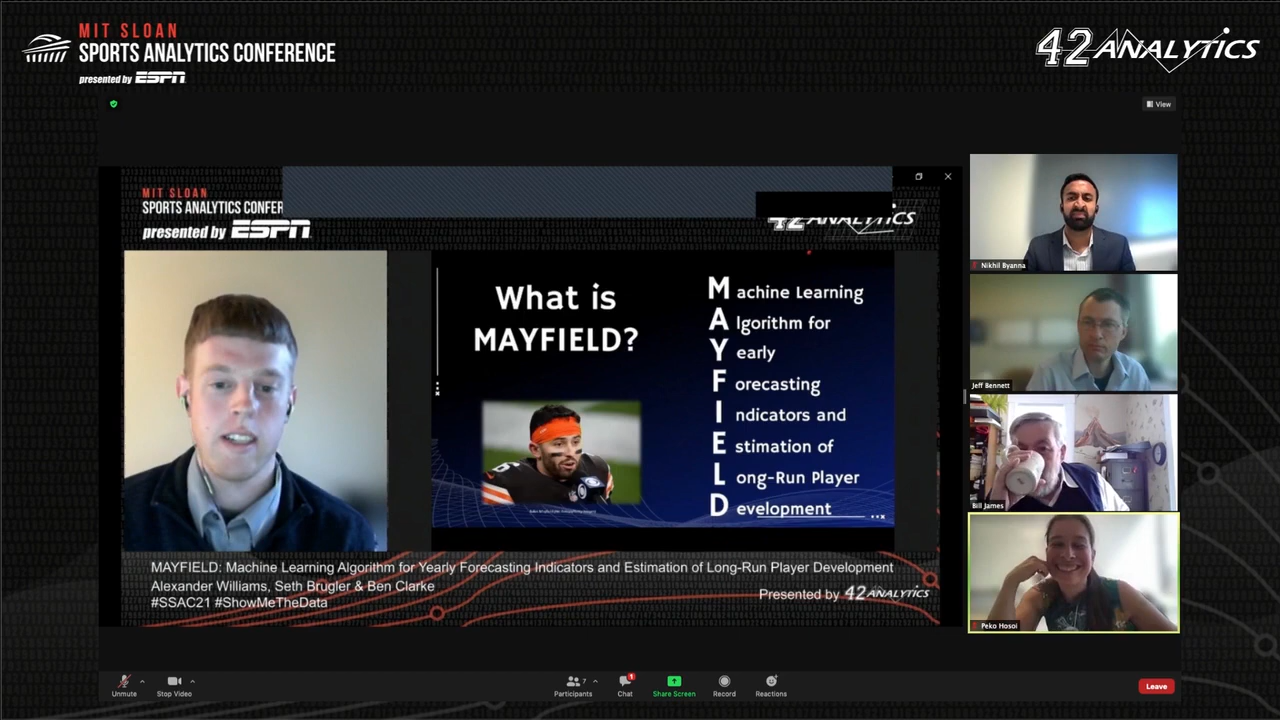 MIT SLOAN
SPORTS ANALYTICS CONFERENCE
presented by ESPN
42 ANALYTICS
View
MIT SLOAN
SPORTS ANALYTICS CONFER
presented by ESPN
42 ANALYTICS
What is
MAYFIELD?
Machine Learning
Algorithm for
Yearly
Forecasting
Indicators and
Estimation of
Long-Run Player
Development
Nikhil Byanna
Jeff Bennett
Bill James
Peko Hosoi
MAYFIELD: Machine Learning Algorithm for Yearly Forecasting Indicators and Estimation of Long-Run Player Development
Alexander Williams, Seth Brugler & Ben Clarke
#SSAC21 #ShowMeTheData
Presented by 42 ANALYTICS
Unmute
Stop Video
Participants
7
Chat
1
Share Screen
Record
Reactions
Leave